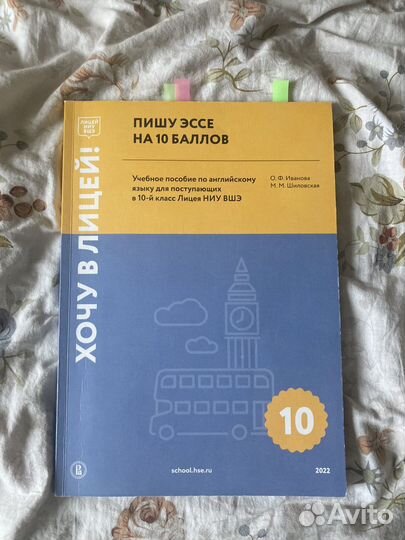 ЛИЦЕЙ
НИУ
ВШЭ
ХОЧУ В ЛИЦЕЙ!
ПИШУ ЭССЕ
НА 10 БАЛЛОВ
Учебное пособие по английскому
языку для поступающих
в 10-й класс Лицея НИУ ВШЭ
О. Ф. Иванова
М. М. Шиловская
10
school.hse.ru
2022
Avito